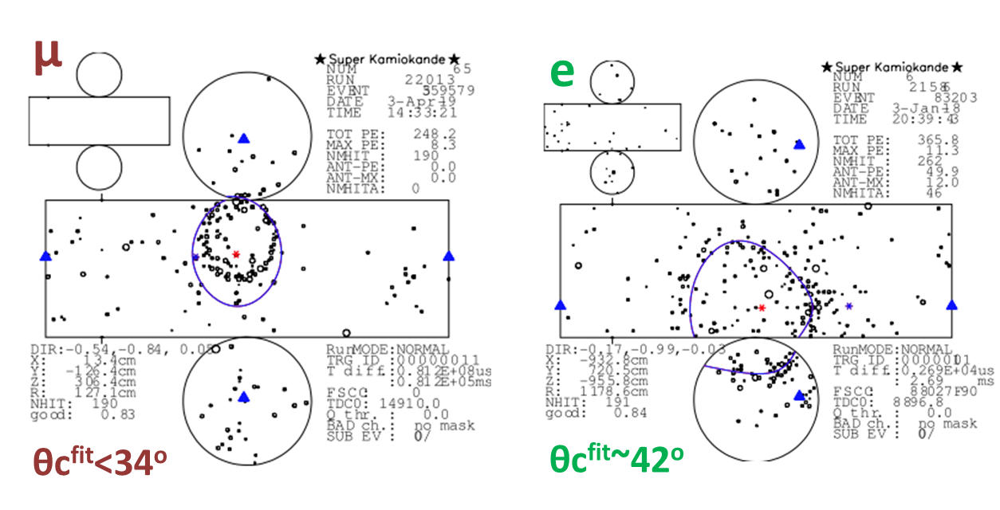 μ
★ Super Kamiokande ★
NUM 65
RUN 22013
EVENT 559579
DATE 3-Apr-19
TIME 14:33:21
TOT PE: 248.2
MAX PE: 8.3
NMHIT : 190
ANT-PE: 0.0
ANT-MX: 0.0
NMHITA: 0
DIR:-0.54,-0.84, 0.05
X: 13.4cm
Y: -126.4cm
Z: 306.4cm
R: 127.1cm
NHIT: 190
good: 0.83
RunMODE:NORMAL
TRG ID :00000011
T diff.:0.812E+08us
:0.812E+05ms
FSCC: 0
TDC0: 14910.0
Q thr. : 0.0
BAD ch.: no mask
SUB EV : 0/
θc^fit<34°
e
★ Super Kamiokande ★
NUM 6
RUN 21586
EVENT 83203
DATE 3-Jan-18
TIME 20:39:43
TOT PE: 365.8
MAX PE: 11.3
NMHIT : 262
ANT-PE: 49.9
ANT-MX: 12.0
NMHITA: 46
DIR:-0.17,-0.99,-0.03
X: -932.8cm
Y: 720.5cm
Z: -955.8cm
R: 1178.6cm
NHIT: 191
good: 0.84
RunMODE:NORMAL
TRG ID :
T diff.:0.269E+04us
: 2.69 ms
FSCC: 88027F90
TDC0: 8896.8
Q thr. : 0.0
BAD ch.: no mask
SUB EV : 0/
θc^fit~42°